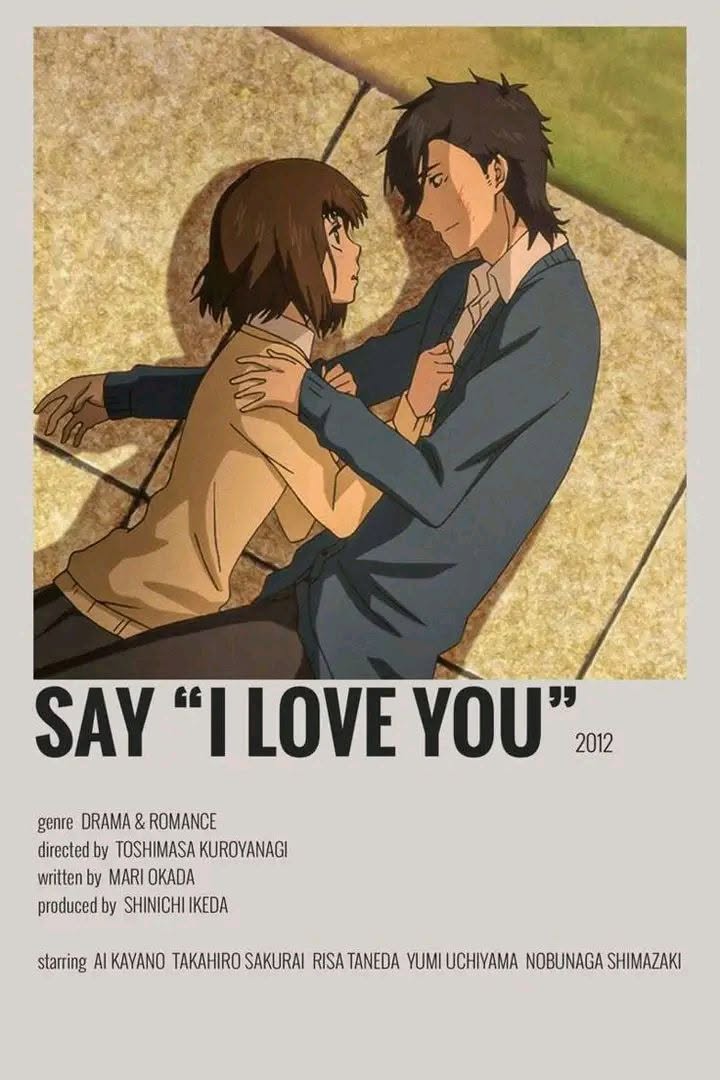 SAY “I LOVE YOU” 2012
genre DRAMA & ROMANCE
directed by TOSHIMASA KUROYANAGI
written by MARI OKADA
produced by SHINICHI IKEDA
starring AI KAYANO TAKAHIRO SAKURAI RISA TANEDA YUMI UCHIYAMA NOBUNAGA SHIMAZAKI